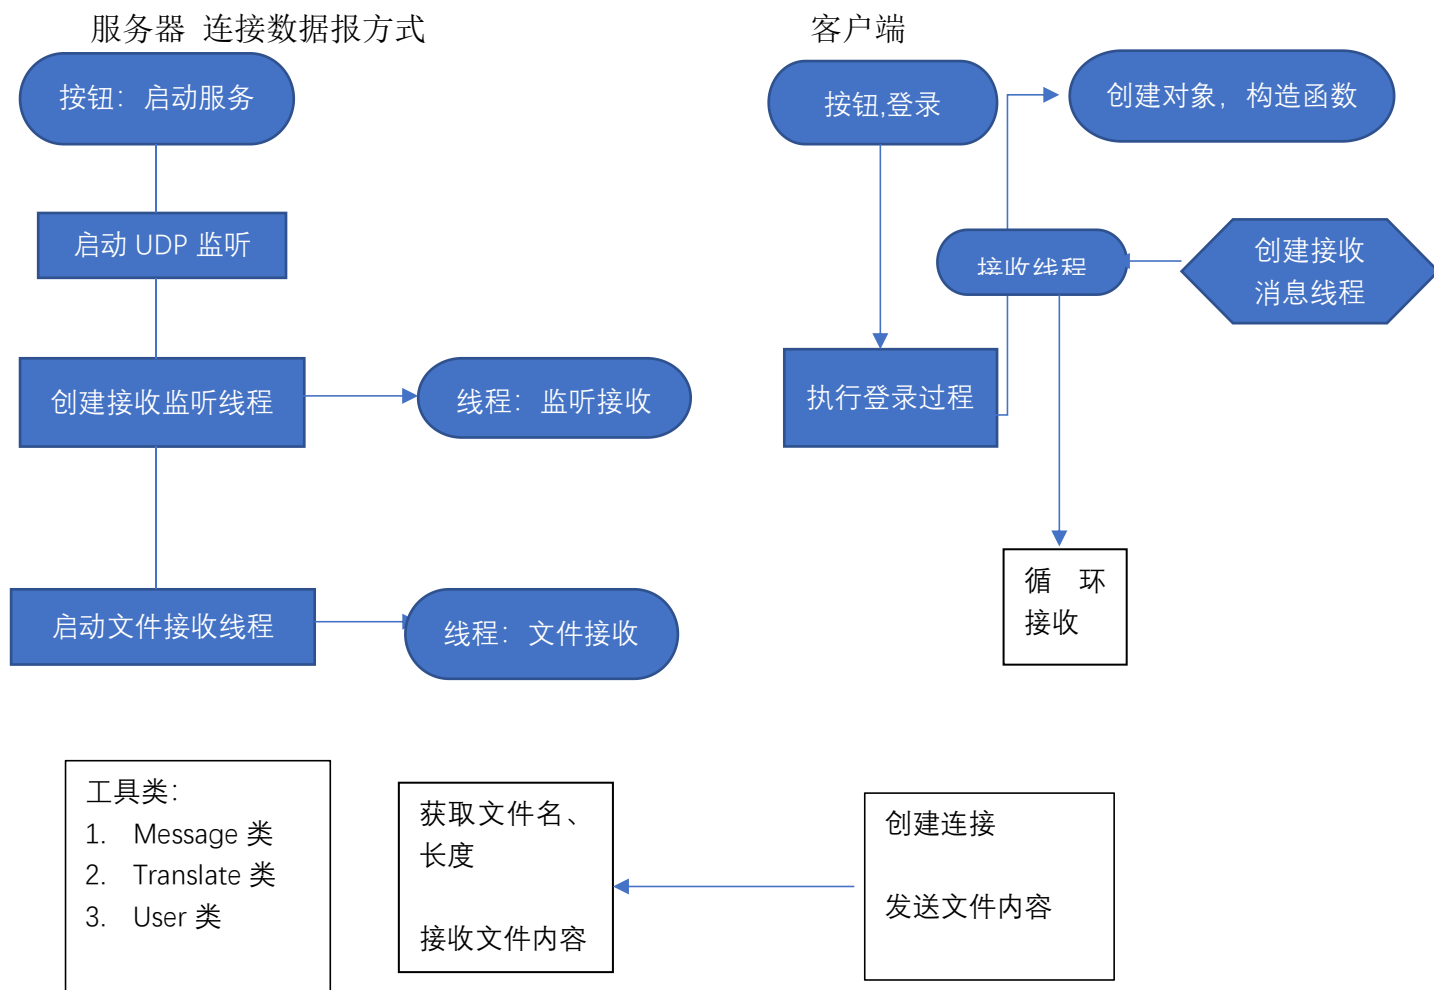 服务器 连接数据报方式
客户端
按钮：启动服务
启动 UDP 监听
创建接收监听线程
线程：监听接收
启动文件接收线程
线程：文件接收
按钮,登录
创建对象，构造函数
接收线程
创建接收
消息线程
执行登录过程
循 环
接收
工具类：
1. Message 类
2. Translate 类
3. User 类
获取文件名、
长度
接收文件内容
创建连接
发送文件内容